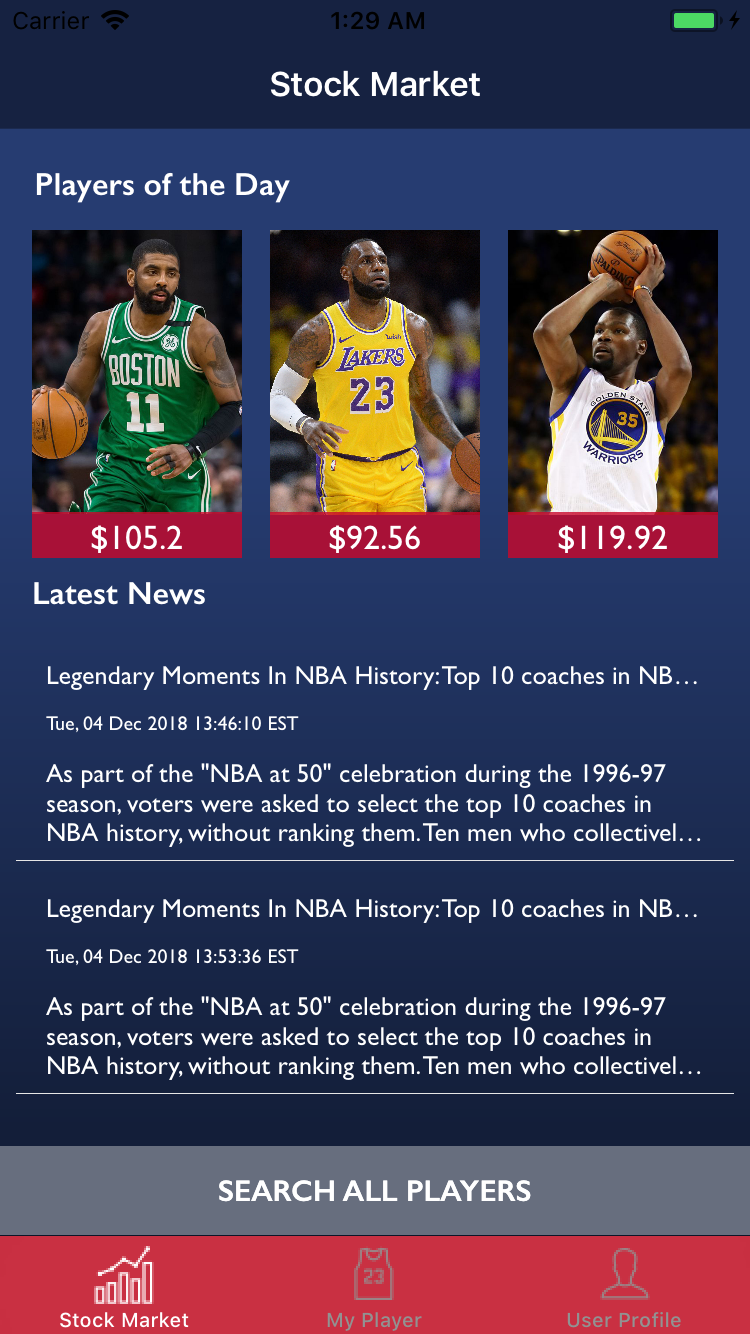 Carrier 1:29 AM
Stock Market
Players of the Day
BOSTON
11
LAKERS
23
wish
SPALDING
GOLDEN STATE
35
WARRIORS
$105.2 $92.56 $119.92
Latest News
Legendary Moments In NBA History: Top 10 coaches in NB…
Tue, 04 Dec 2018 13:46:10 EST
As part of the "NBA at 50" celebration during the 1996-97
season, voters were asked to select the top 10 coaches in
NBA history, without ranking them. Ten men who collectivel…
Legendary Moments In NBA History: Top 10 coaches in NB…
Tue, 04 Dec 2018 13:53:36 EST
As part of the "NBA at 50" celebration during the 1996-97
season, voters were asked to select the top 10 coaches in
NBA history, without ranking them. Ten men who collectivel…
SEARCH ALL PLAYERS
23
Stock Market My Player User Profile